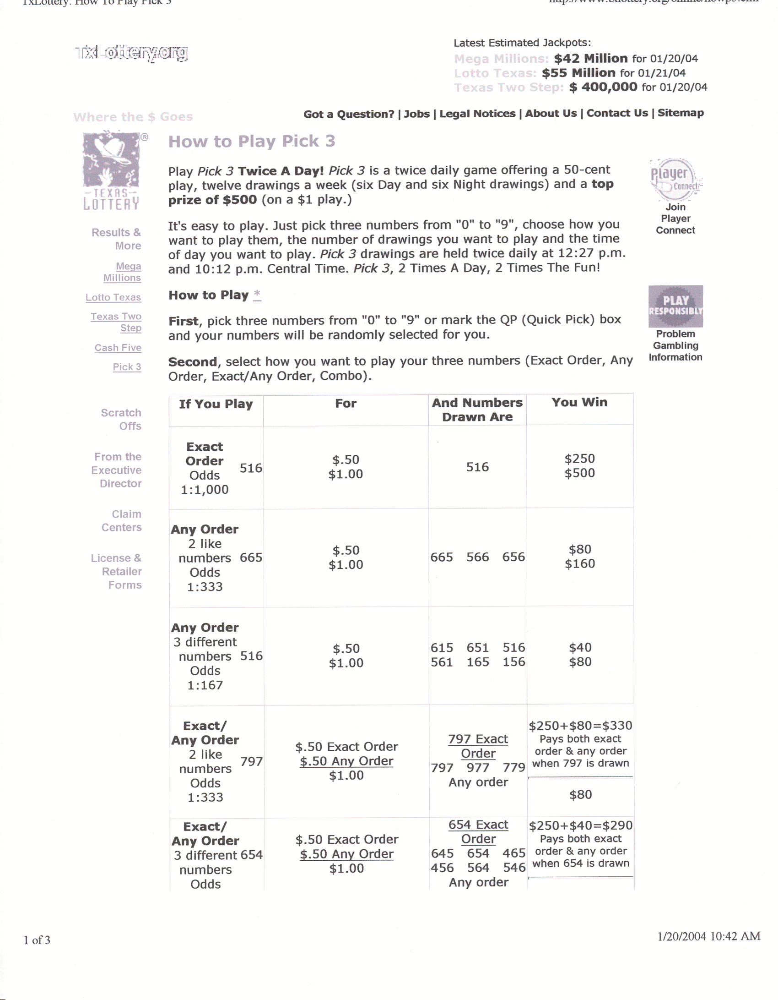 TxLottery: How To Play Pick 3
TxLottery.org
Latest Estimated Jackpots:
Mega Millions: $42 Million for 01/20/04
Lotto Texas: $55 Million for 01/21/04
Texas Two Step: $ 400,000 for 01/20/04
Where the $ Goes
Got a Question? | Jobs | Legal Notices | About Us | Contact Us | Sitemap
®
TEXAS
LOTTERY
Results &
More
Mega
Millions
Lotto Texas
Texas Two
Step
Cash Five
Pick 3
Scratch
Offs
From the
Executive
Director
Claim
Centers
License &
Retailer
Forms
How to Play Pick 3
Play Pick 3 Twice A Day! Pick 3 is a twice daily game offering a 50-cent
play, twelve drawings a week (six Day and six Night drawings) and a top
prize of $500 (on a $1 play.)
It's easy to play. Just pick three numbers from "0" to "9", choose how you
want to play them, the number of drawings you want to play and the time
of day you want to play. Pick 3 drawings are held twice daily at 12:27 p.m.
and 10:12 p.m. Central Time. Pick 3, 2 Times A Day, 2 Times The Fun!
How to Play *
First, pick three numbers from "0" to "9" or mark the QP (Quick Pick) box
and your numbers will be randomly selected for you.
Second, select how you want to play your three numbers (Exact Order, Any
Order, Exact/Any Order, Combo).
Player
Connect
Join
Player
Connect
PLAY
RESPONSIBLY
Problem
Gambling
Information
If You Play
For
And Numbers
Drawn Are
You Win
Exact
Order
Odds
1:1,000
516
$.50
$1.00
516
$250
$500
Any Order
2 like
numbers 665
Odds
1:333
$.50
$1.00
665 566 656
$80
$160
Any Order
3 different
numbers 516
Odds
1:167
$.50
$1.00
615 651 516
561 165 156
$40
$80
Exact/
Any Order
2 like
numbers
Odds
1:333
797
$.50 Exact Order
$.50 Any Order
$1.00
797 Exact
Order
797 977 779
Any order
$250+$80=$330
Pays both exact
order & any order
when 797 is drawn
$80
Exact/
Any Order
3 different 654
numbers
Odds
$.50 Exact Order
$.50 Any Order
$1.00
654 Exact
Order
645 654 465
456 564 546
Any order
$250+$40=$290
Pays both exact
order & any order
when 654 is drawn
1 of 3
1/20/2004 10:42 AM